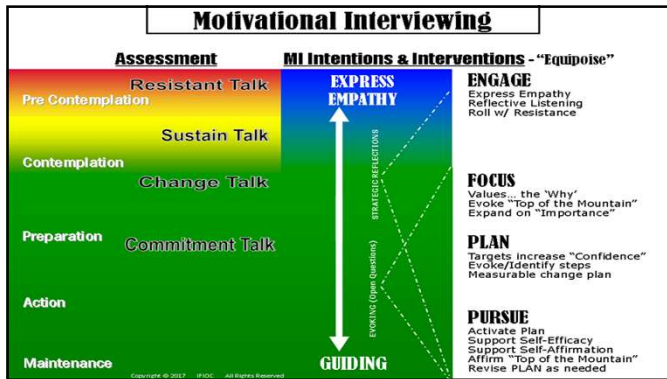 Motivational Interviewing
Assessment
MI Intentions & Interventions - "Equipoise"
Resistant Talk
Pre Contemplation
Sustain Talk
Contemplation
Change Talk
Preparation
Commitment Talk
Action
Maintenance
Copyright © 2017 IFIOC All Rights Reserved
EXPRESS
EMPATHY
STRATEGIC REFLECTIONS
EVOKING (Open Questions)
GUIDING
ENGAGE
Express Empathy
Reflective Listening
Roll w/ Resistance
FOCUS
Values... the 'Why'
Evoke "Top of the Mountain"
Expand on "Importance"
PLAN
Targets increase "Confidence"
Evoke/Identify steps
Measurable change plan
PURSUE
Activate Plan
Support Self-Efficacy
Support Self-Affirmation
Affirm "Top of the Mountain"
Revise PLAN as needed